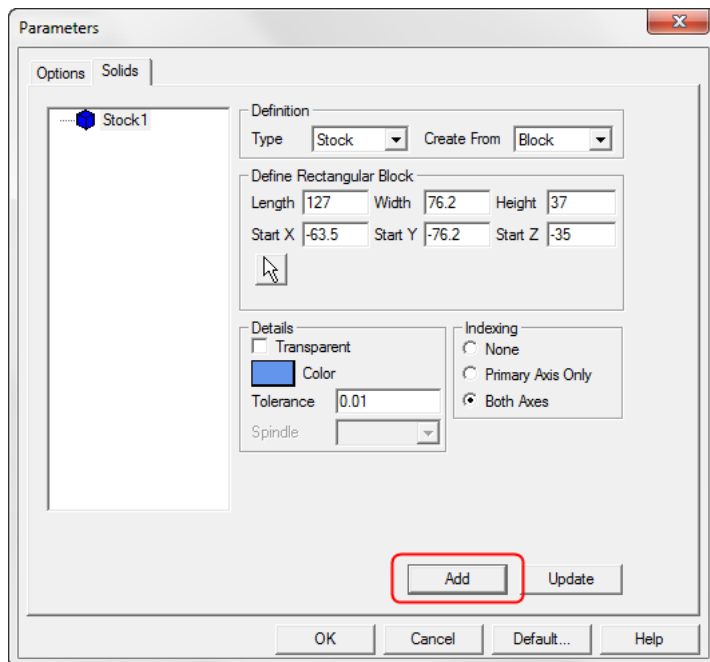 Parameters
Options Solids
Stock1
Definition
Type Stock Create From Block
Define Rectangular Block
Length 127 Width 76.2 Height 37
Start X -63.5 Start Y -76.2 Start Z -35
Details
Transparent
Color
Tolerance 0.01
Spindle
Indexing
None
Primary Axis Only
Both Axes
Add Update
OK Cancel Default... Help